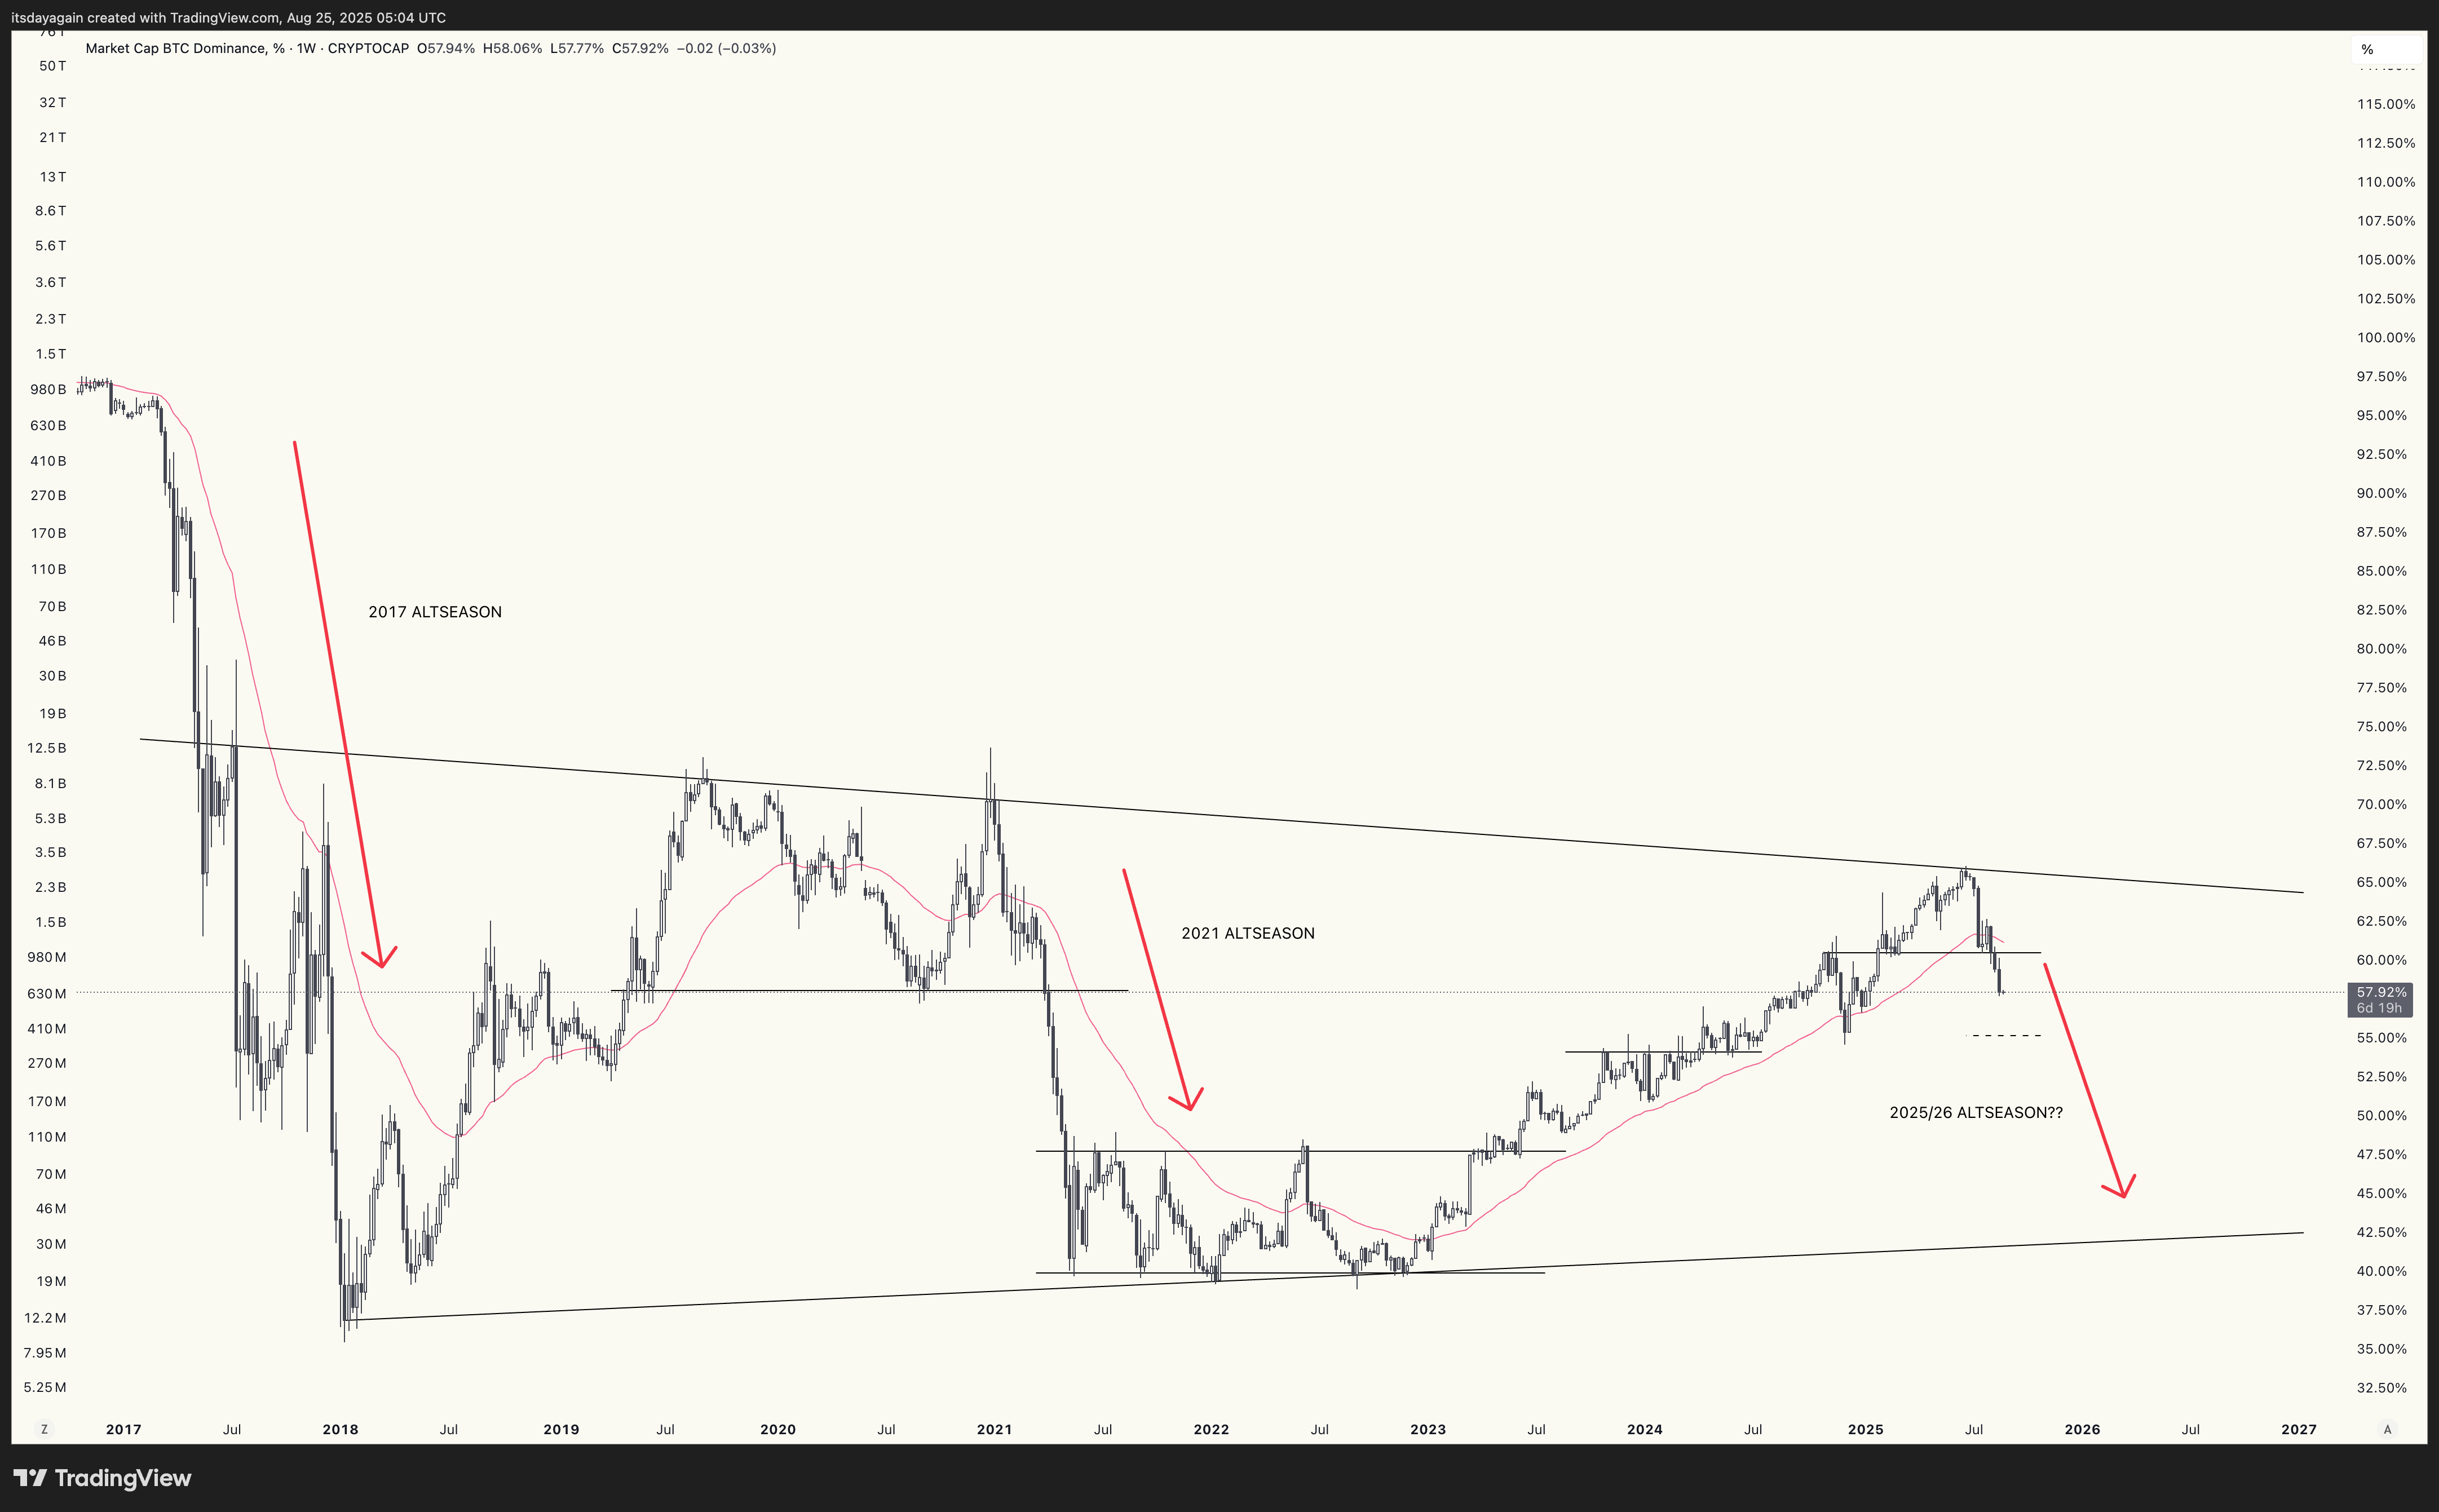 itsdayagain created with TradingView.com, Aug 25, 2025 05:04 UTC
Market Cap BTC Dominance, % · 1W · CRYPTOCAP O57.94% H58.06% L57.77% C57.92% −0.02 (−0.03%)
%
50 T
32 T
21 T
13 T
8.6 T
5.6 T
3.6 T
2.3 T
1.5 T
980 B
630 B
410 B
270 B
170 B
110 B
70 B
46 B
30 B
19 B
12.5 B
8.1 B
5.3 B
3.5 B
2.3 B
1.5 B
980 M
630 M
410 M
270 M
170 M
110 M
70 M
46 M
30 M
19 M
12.2 M
7.95 M
5.25 M
2017 ALTSEASON
2021 ALTSEASON
2025/26 ALTSEASON??
115.00%
112.50%
110.00%
107.50%
105.00%
102.50%
100.00%
97.50%
95.00%
92.50%
90.00%
87.50%
85.00%
82.50%
80.00%
77.50%
75.00%
72.50%
70.00%
67.50%
65.00%
62.50%
60.00%
57.92%
6d 19h
55.00%
52.50%
50.00%
47.50%
45.00%
42.50%
40.00%
37.50%
35.00%
32.50%
Z 2017 Jul 2018 Jul 2019 Jul 2020 Jul 2021 Jul 2022 Jul 2023 Jul 2024 Jul 2025 Jul 2026 Jul 2027 A
TradingView